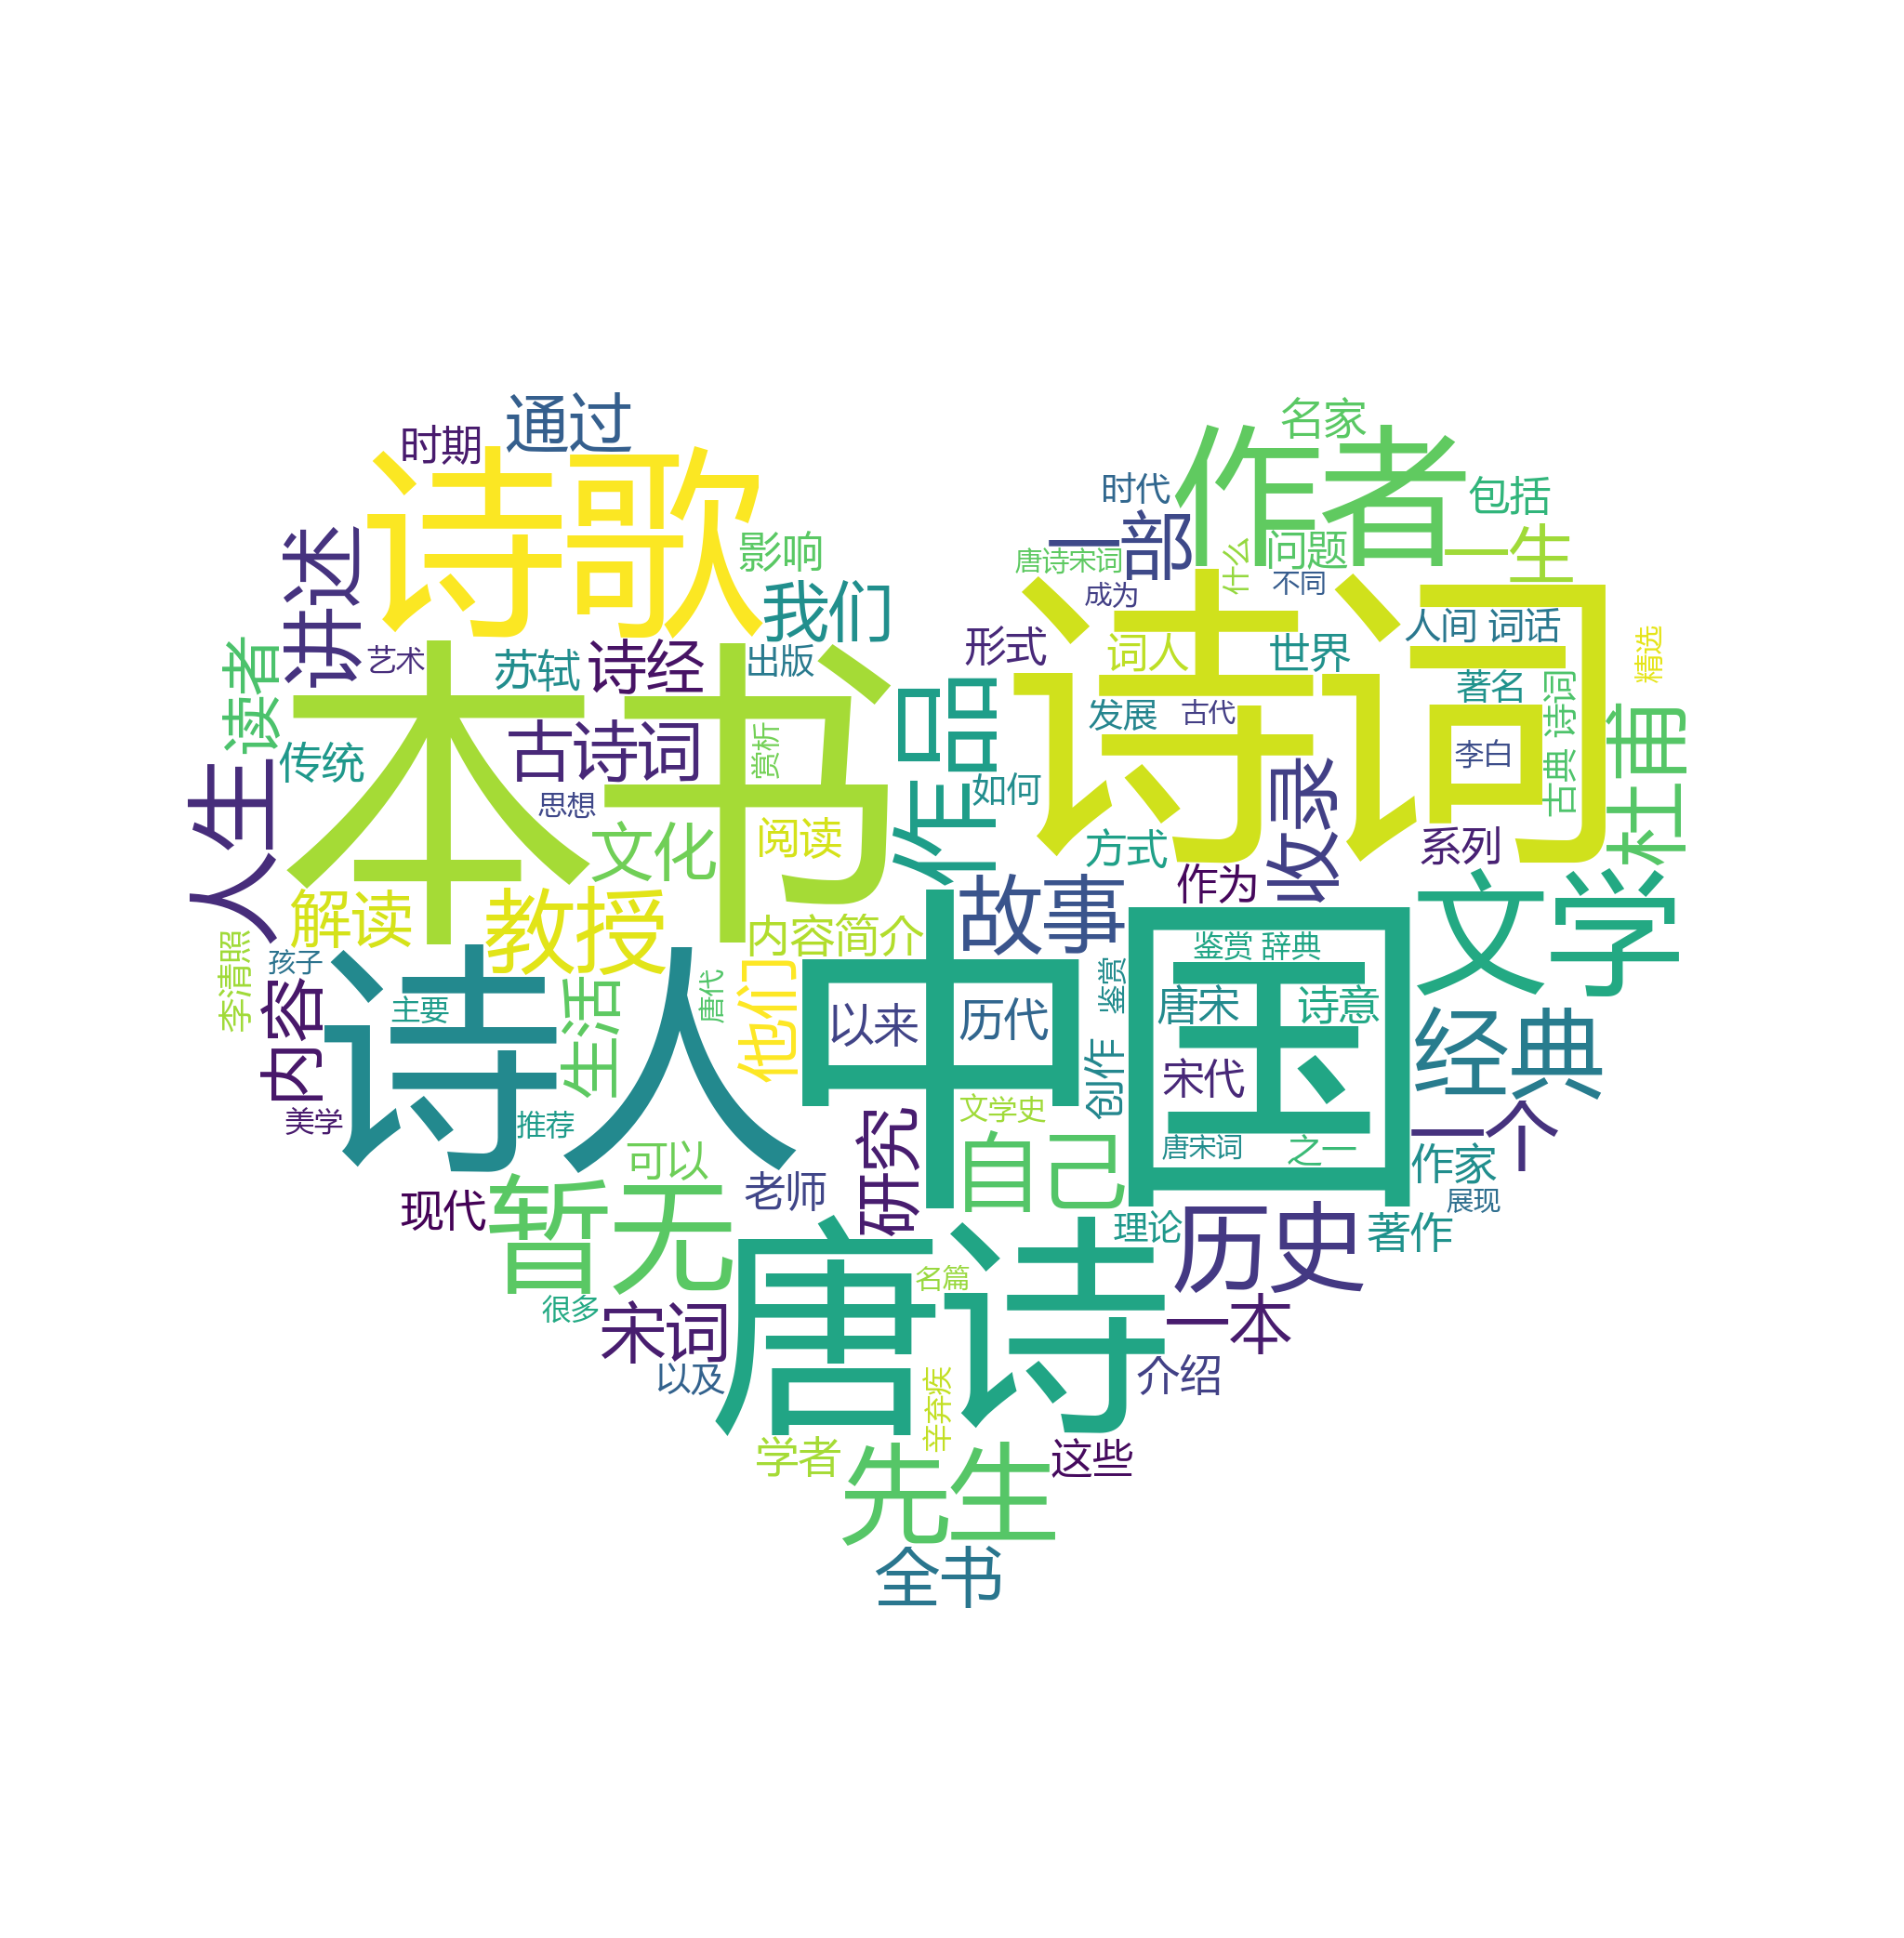 通过
名家
时期
诗歌
作者
时代
包括
一部
影响
问题
一生
讲述
唐诗宋词
什么
不同
我们
成为
诗词
人间 词话
读者
艺术
苏轼
诗经
出版
形式
词人
世界
精选
本书
作品
著名
古典 诗词
杜甫
发展
古代
古诗词
赏析
传统
李白
人生
思想
如何
收录
文化
阅读
方式
系列
作为
故事
文学
解读
教授
内容简介
中国
鉴赏 辞典
李清照
孩子
诗人
他们
唐代
鉴赏
生活
内容
主要
以来
历代
唐宋
诗意
经典
创作
宋代
美学
推荐
文学史
一个
研究
自己
可以
唐宋词
之一
作家
老师
现代
暂无
展现
理论
历史
著作
唐诗
名篇
很多
宋词
一本
以及
介绍
辛弃疾
学者
这些
先生
全书